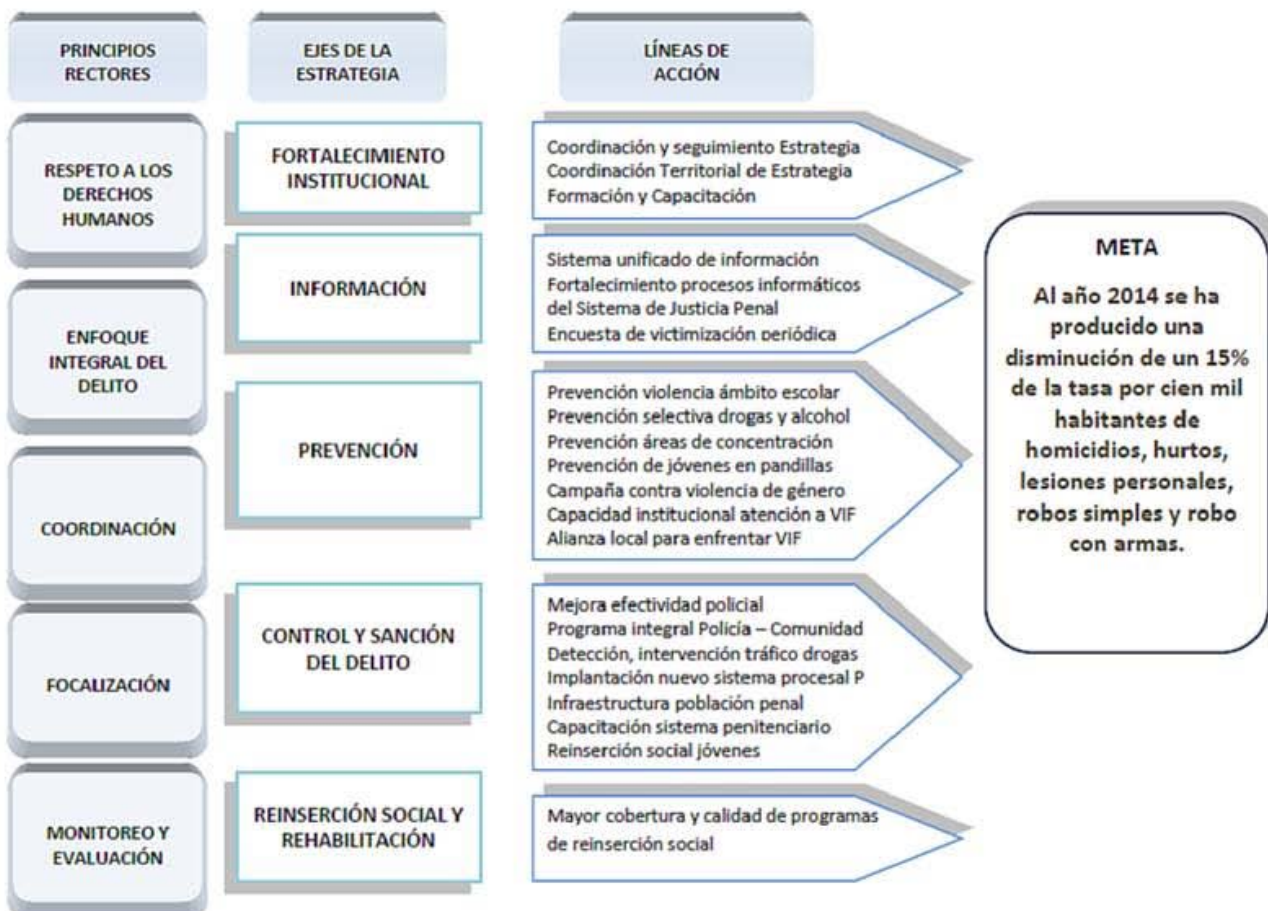 PRINCIPIOS
RECTORES
EJES DE LA
ESTRATEGIA
LÍNEAS DE
ACCIÓN
RESPETO A LOS
DERECHOS
HUMANOS
ENFOQUE
INTEGRAL DEL
DELITO
COORDINACIÓN
FOCALIZACIÓN
MONITOREO Y
EVALUACIÓN
FORTALECIMIENTO
INSTITUCIONAL
Coordinación y seguimiento Estrategia
Coordinación Territorial de Estrategia
Formación y Capacitación
INFORMACIÓN
Sistema unificado de información
Fortalecimiento procesos informáticos
del Sistema de Justicia Penal
Encuesta de victimización periódica
PREVENCIÓN
Prevención violencia ámbito escolar
Prevención selectiva drogas y alcohol
Prevención áreas de concentración
Prevención de jóvenes en pandillas
Campaña contra violencia de género
Capacidad institucional atención a VIF
Alianza local para enfrentar VIF
CONTROL Y SANCIÓN
DEL DELITO
Mejora efectividad policial
Programa integral Policía – Comunidad
Detección, intervención tráfico drogas
Implantación nuevo sistema procesal P
Infraestructura población penal
Capacitación sistema penitenciario
Reinserción social jóvenes
REINSERCIÓN SOCIAL Y
REHABILITACIÓN
Mayor cobertura y calidad de programas
de reinserción social
META
Al año 2014 se ha
producido una
disminución de un 15%
de la tasa por cien mil
habitantes de
homicidios, hurtos,
lesiones personales,
robos simples y robo
con armas.